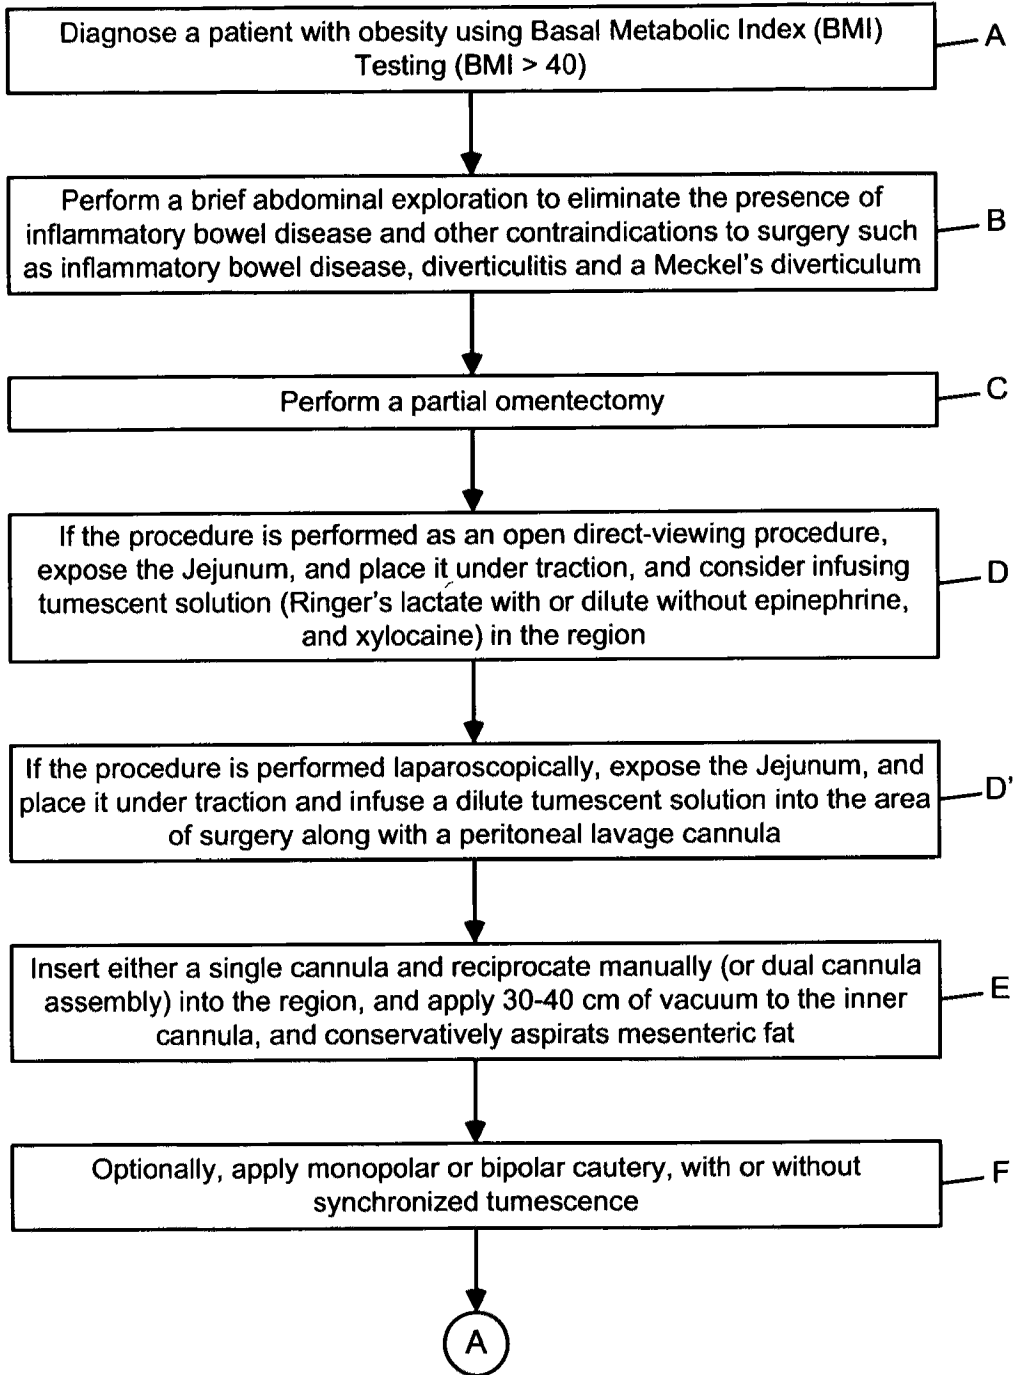 Diagnose a patient with obesity using Basal Metabolic Index (BMI)
Testing (BMI > 40)
A
Perform a brief abdominal exploration to eliminate the presence of
inflammatory bowel disease and other contraindications to surgery such
as inflammatory bowel disease, diverticulitis and a Meckel's diverticulum
B
Perform a partial omentectomy
C
If the procedure is performed as an open direct-viewing procedure,
expose the Jejunum, and place it under traction, and consider infusing
tumescent solution (Ringer's lactate with or dilute without epinephrine,
and xylocaine) in the region
D
If the procedure is performed laparoscopically, expose the Jejunum, and
place it under traction and infuse a dilute tumescent solution into the area
of surgery along with a peritoneal lavage cannula
D'
Insert either a single cannula and reciprocate manually (or dual cannula
assembly) into the region, and apply 30-40 cm of vacuum to the inner
cannula, and conservatively aspirats mesenteric fat
E
Optionally, apply monopolar or bipolar cautery, with or without
synchronized tumescence
F
A